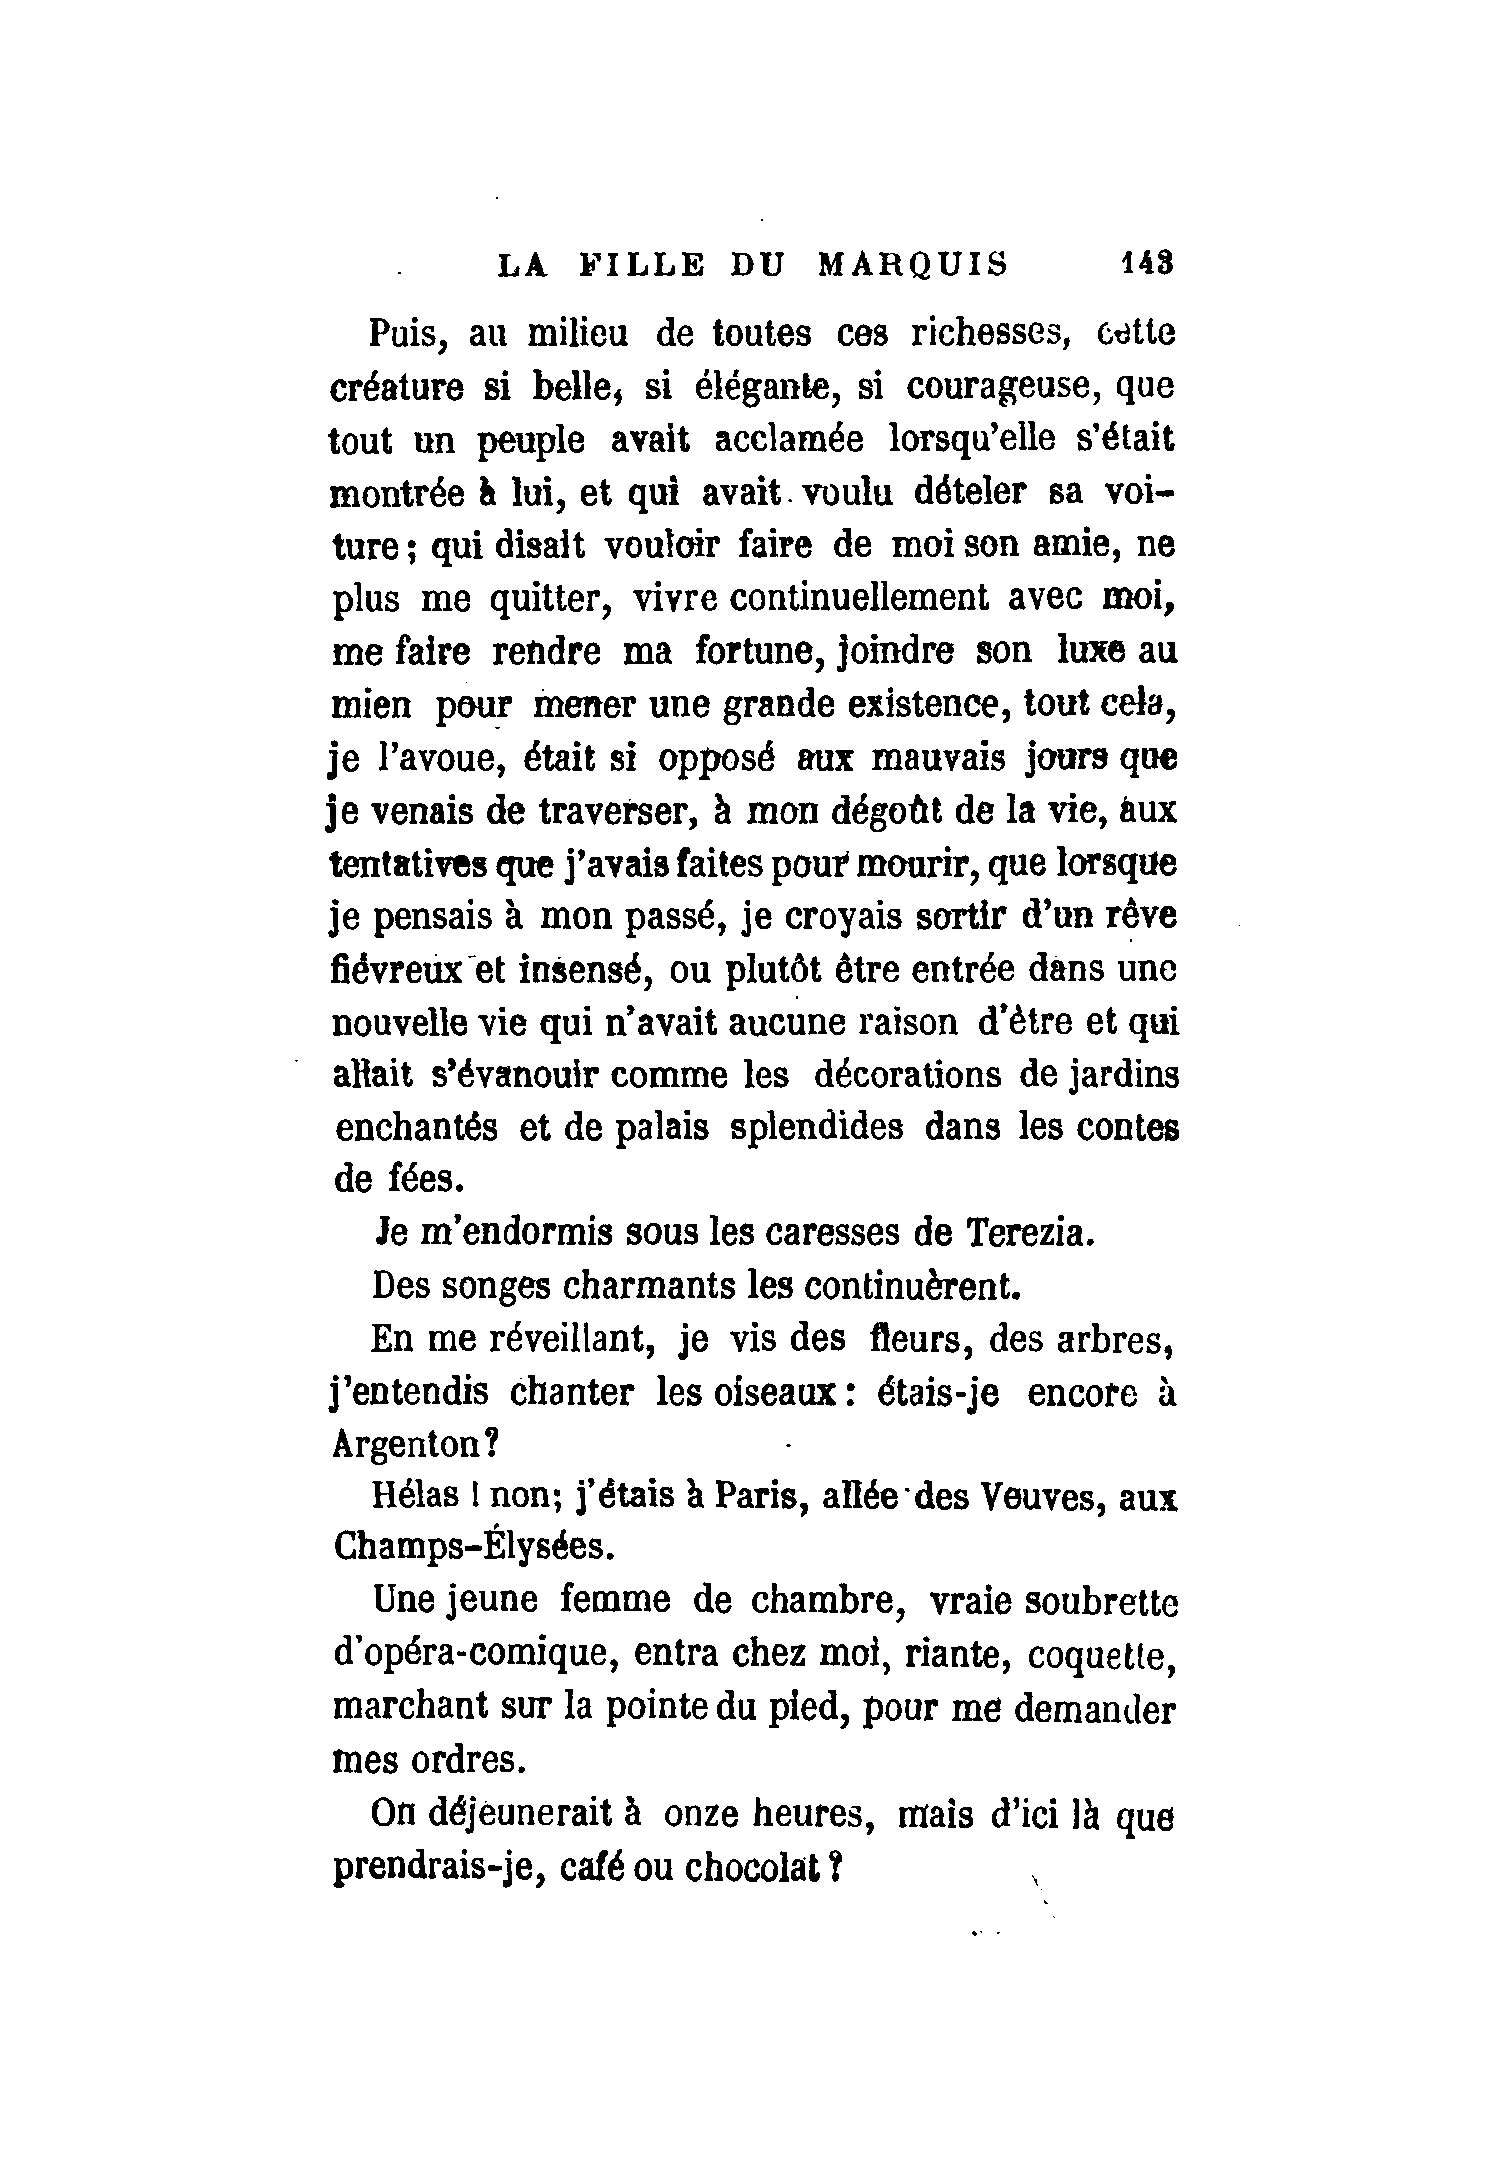 LA FILLE DU MARQUIS 143
Puis, au milieu de toutes ces richesses, cette
créature si belle, si élégante, si courageuse, que
tout un peuple avait acclamée lorsqu'elle s'était
montrée à lui, et qui avait voulu dételer sa voi-
ture ; qui disait vouloir faire de moi son amie, ne
plus me quitter, vivre continuellement avec moi,
me faire rendre ma fortune, joindre son luxe au
mien pour mener une grande existence, tout cela,
je l'avoue, était si opposé aux mauvais jours que
je venais de traverser, à mon dégoût de la vie, aux
tentatives que j'avais faites pour mourir, que lorsque
je pensais à mon passé, je croyais sortir d'un rêve
fiévreux et insensé, ou plutôt être entrée dans une
nouvelle vie qui n'avait aucune raison d'être et qui
allait s'évanouir comme les décorations de jardins
enchantés et de palais splendides dans les contes
de fées.
Je m'endormis sous les caresses de Terezia.
Des songes charmants les continuèrent.
En me réveillant, je vis des fleurs, des arbres,
j'entendis chanter les oiseaux : étais-je encore à
Argenton ?
Hélas ! non; j'étais à Paris, allée des Veuves, aux
Champs-Élysées.
Une jeune femme de chambre, vraie soubrette
d'opéra-comique, entra chez moi, riante, coquette,
marchant sur la pointe du pied, pour me demander
mes ordres.
On déjeunerait à onze heures, mais d'ici là que
prendrais-je, café ou chocolat ?